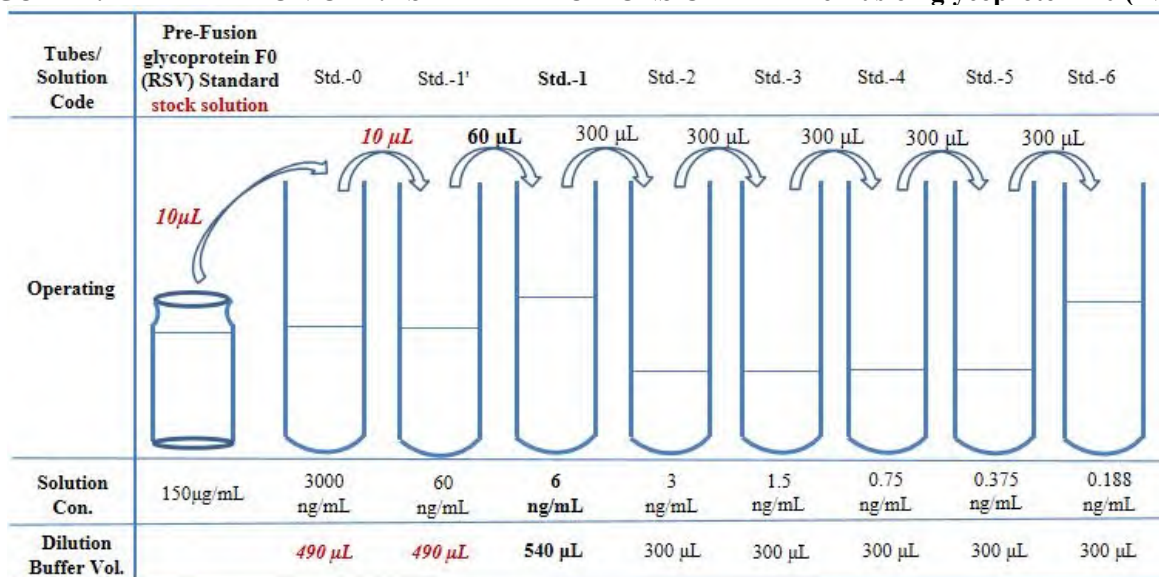 Tubes/
Solution
Code
Pre-Fusion
glycoprotein F0
(RSV) Standard
stock solution
Std.-0
Std.-1'
Std.-1
Std.-2
Std.-3
Std.-4
Std.-5
Std.-6
Operating
10µL
10 µL
60 µL
300 µL
300 µL
300 µL
300 µL
300 µL
Solution
Con.
150µg/mL
3000
ng/mL
60
ng/mL
6
ng/mL
3
ng/mL
1.5
ng/mL
0.75
ng/mL
0.375
ng/mL
0.188
ng/mL
Dilution
Buffer Vol.
490 µL
490 µL
540 µL
300 µL
300 µL
300 µL
300 µL
300 µL